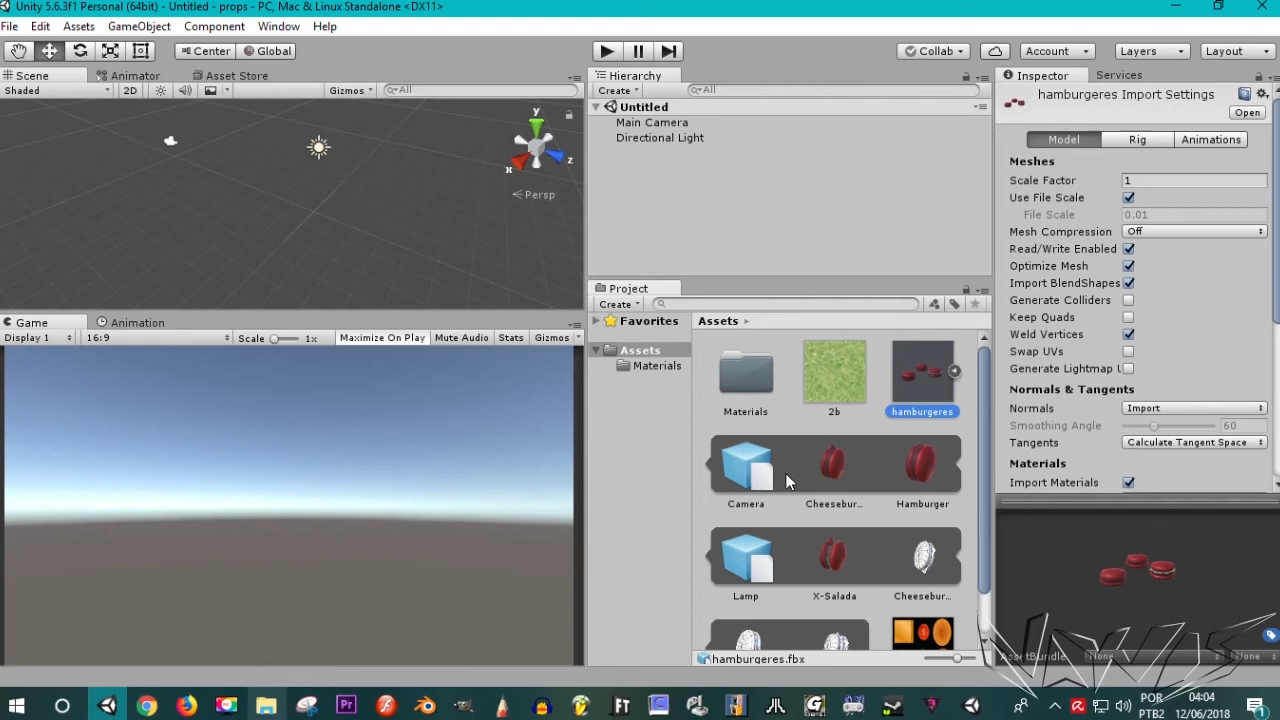 Unity 5.6.3f1 Personal (64bit) - Untitled - props - PC, Mac & Linux Standalone <DX11>
File Edit Assets GameObject Component Window Help
Center Global Collab Account Layers Layout
Scene Animator Asset Store
Shaded 2D Gizmos All
y
x
z
Persp
Hierarchy
Create All
Untitled
Main Camera
Directional Light
Inspector Services
hamburgeres Import Settings
Open
Model Rig Animations
Meshes
Scale Factor 1
Use File Scale
File Scale 0.01
Mesh Compression Off
Read/Write Enabled
Optimize Mesh
Import BlendShapes
Generate Colliders
Keep Quads
Weld Vertices
Swap UVs
Generate Lightmap U
Normals & Tangents
Normals Import
Smoothing Angle 60
Tangents Calculate Tangent Space
Materials
Import Materials
AssetBundle None None
Game Animation
Display 1 16:9 Scale 1x Maximize On Play Mute Audio Stats Gizmos
Project
Create
Favorites
Assets
Materials
Assets
Materials 2b hamburgeres
Camera Cheesebur... Hamburger
Lamp X-Salada Cheesebur...
hamburgeres.fbx
POR
PTB2
04:04
12/06/2018